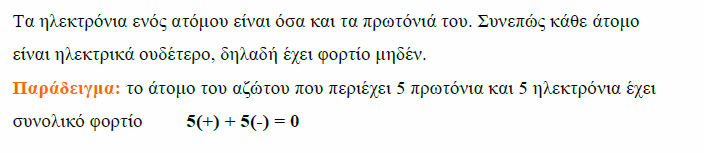 Τα ηλεκτρόνια ενός ατόμου είναι όσα και τα πρωτόνιά του. Συνεπώς κάθε άτομο
είναι ηλεκτρικά ουδέτερο, δηλαδή έχει φορτίο μηδέν.
Παράδειγμα: το άτομο του αζώτου που περιέχει 5 πρωτόνια και 5 ηλεκτρόνια έχει
συνολικό φορτίο 5(+) + 5(-) = 0